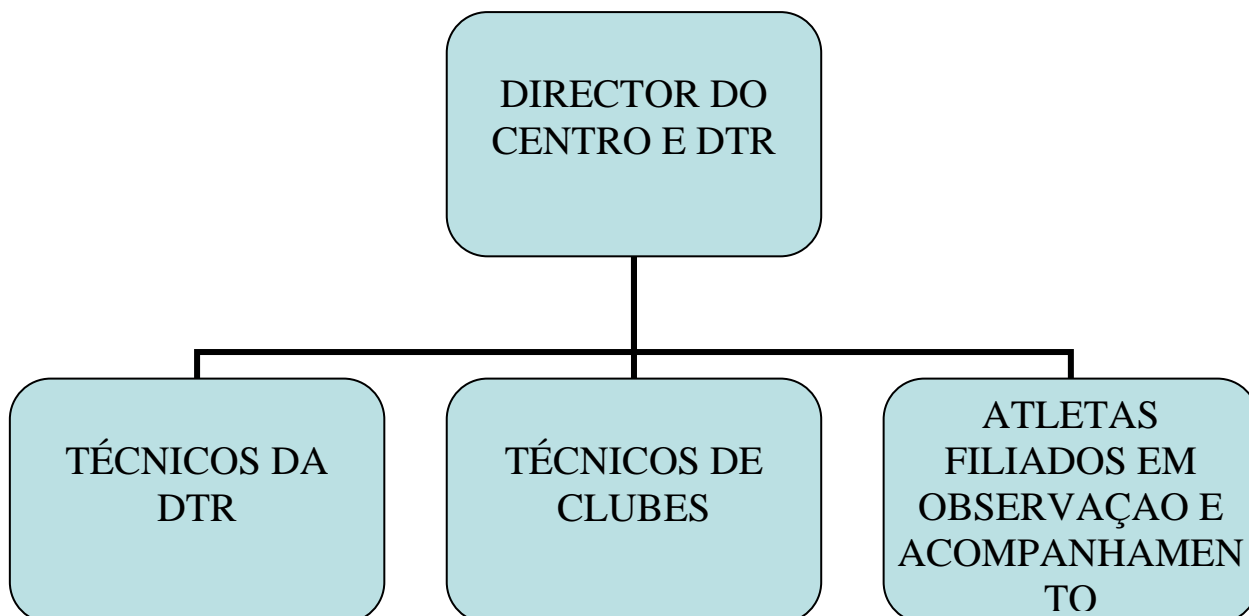 DIRECTOR DO
CENTRO E DTR
TÉCNICOS DA
DTR
TÉCNICOS DE
CLUBES
ATLETAS
FILIADOS EM
OBSERVAÇAO E
ACOMPANHAMEN
TO